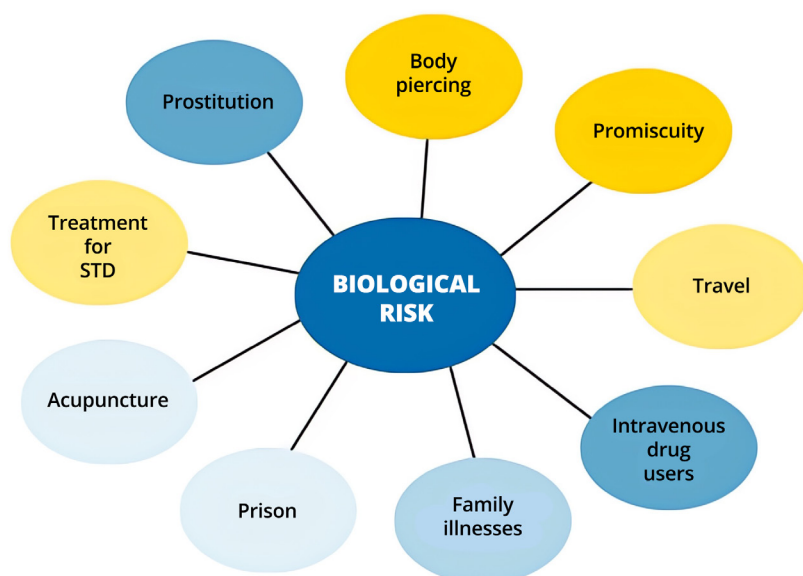 Body
piercing
Prostitution
Promiscuity
Treatment
for
STD
BIOLOGICAL
RISK
Travel
Acupuncture
Intravenous
drug
users
Prison
Family
illnesses